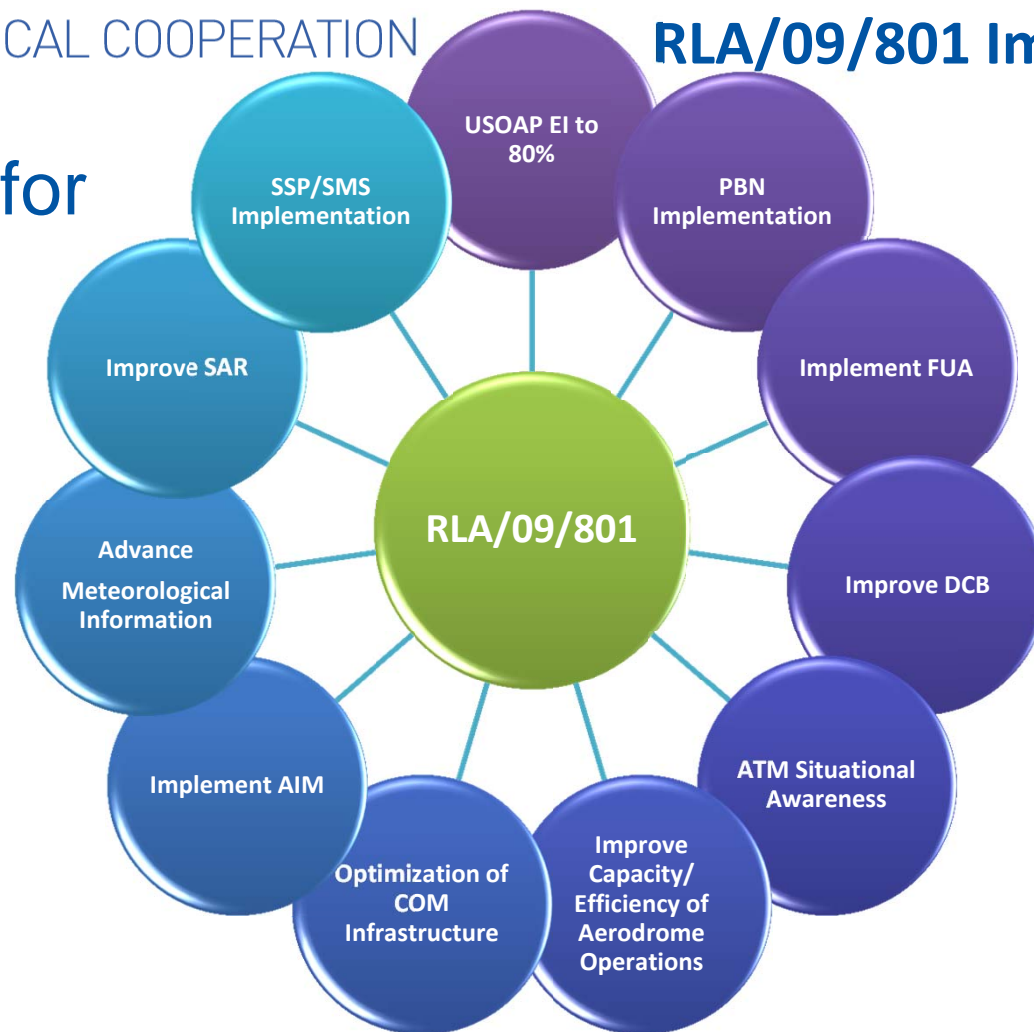 CAL COOPERATION
RLA/09/801 Im
for
USOAP EI to
80%
PBN
Implementation
Implement FUA
Improve DCB
ATM Situational
Awareness
Improve
Capacity/
Efficiency of
Aerodrome
Operations
Optimization of
COM
Infrastructure
Implement AIM
Advance
Meteorological
Information
Improve SAR
SSP/SMS
Implementation
RLA/09/801